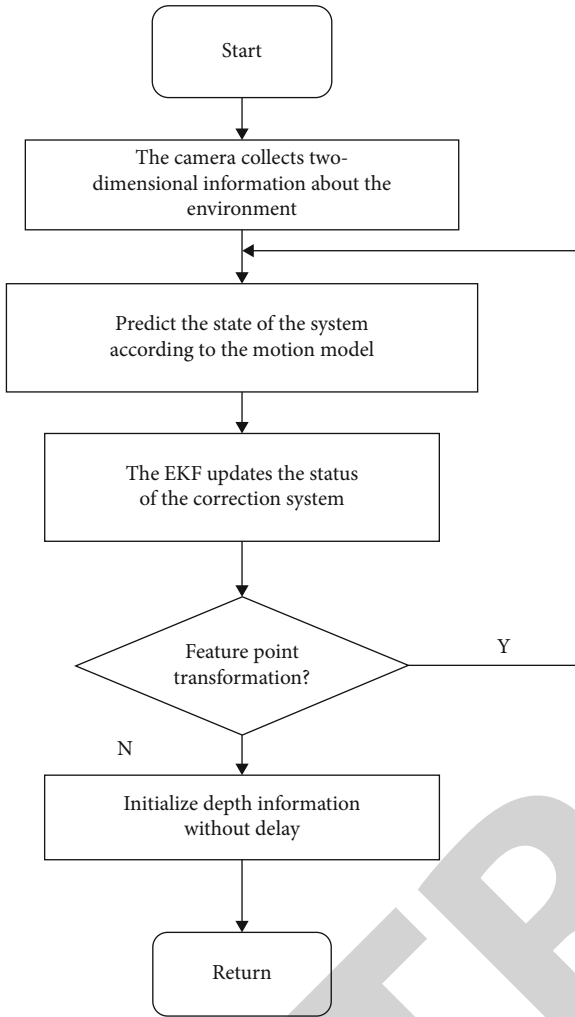 Start
The camera collects two-
dimensional information about the
environment
Predict the state of the system
according to the motion model
The EKF updates the status
of the correction system
Feature point
transformation?
Y
N
Initialize depth information
without delay
Return